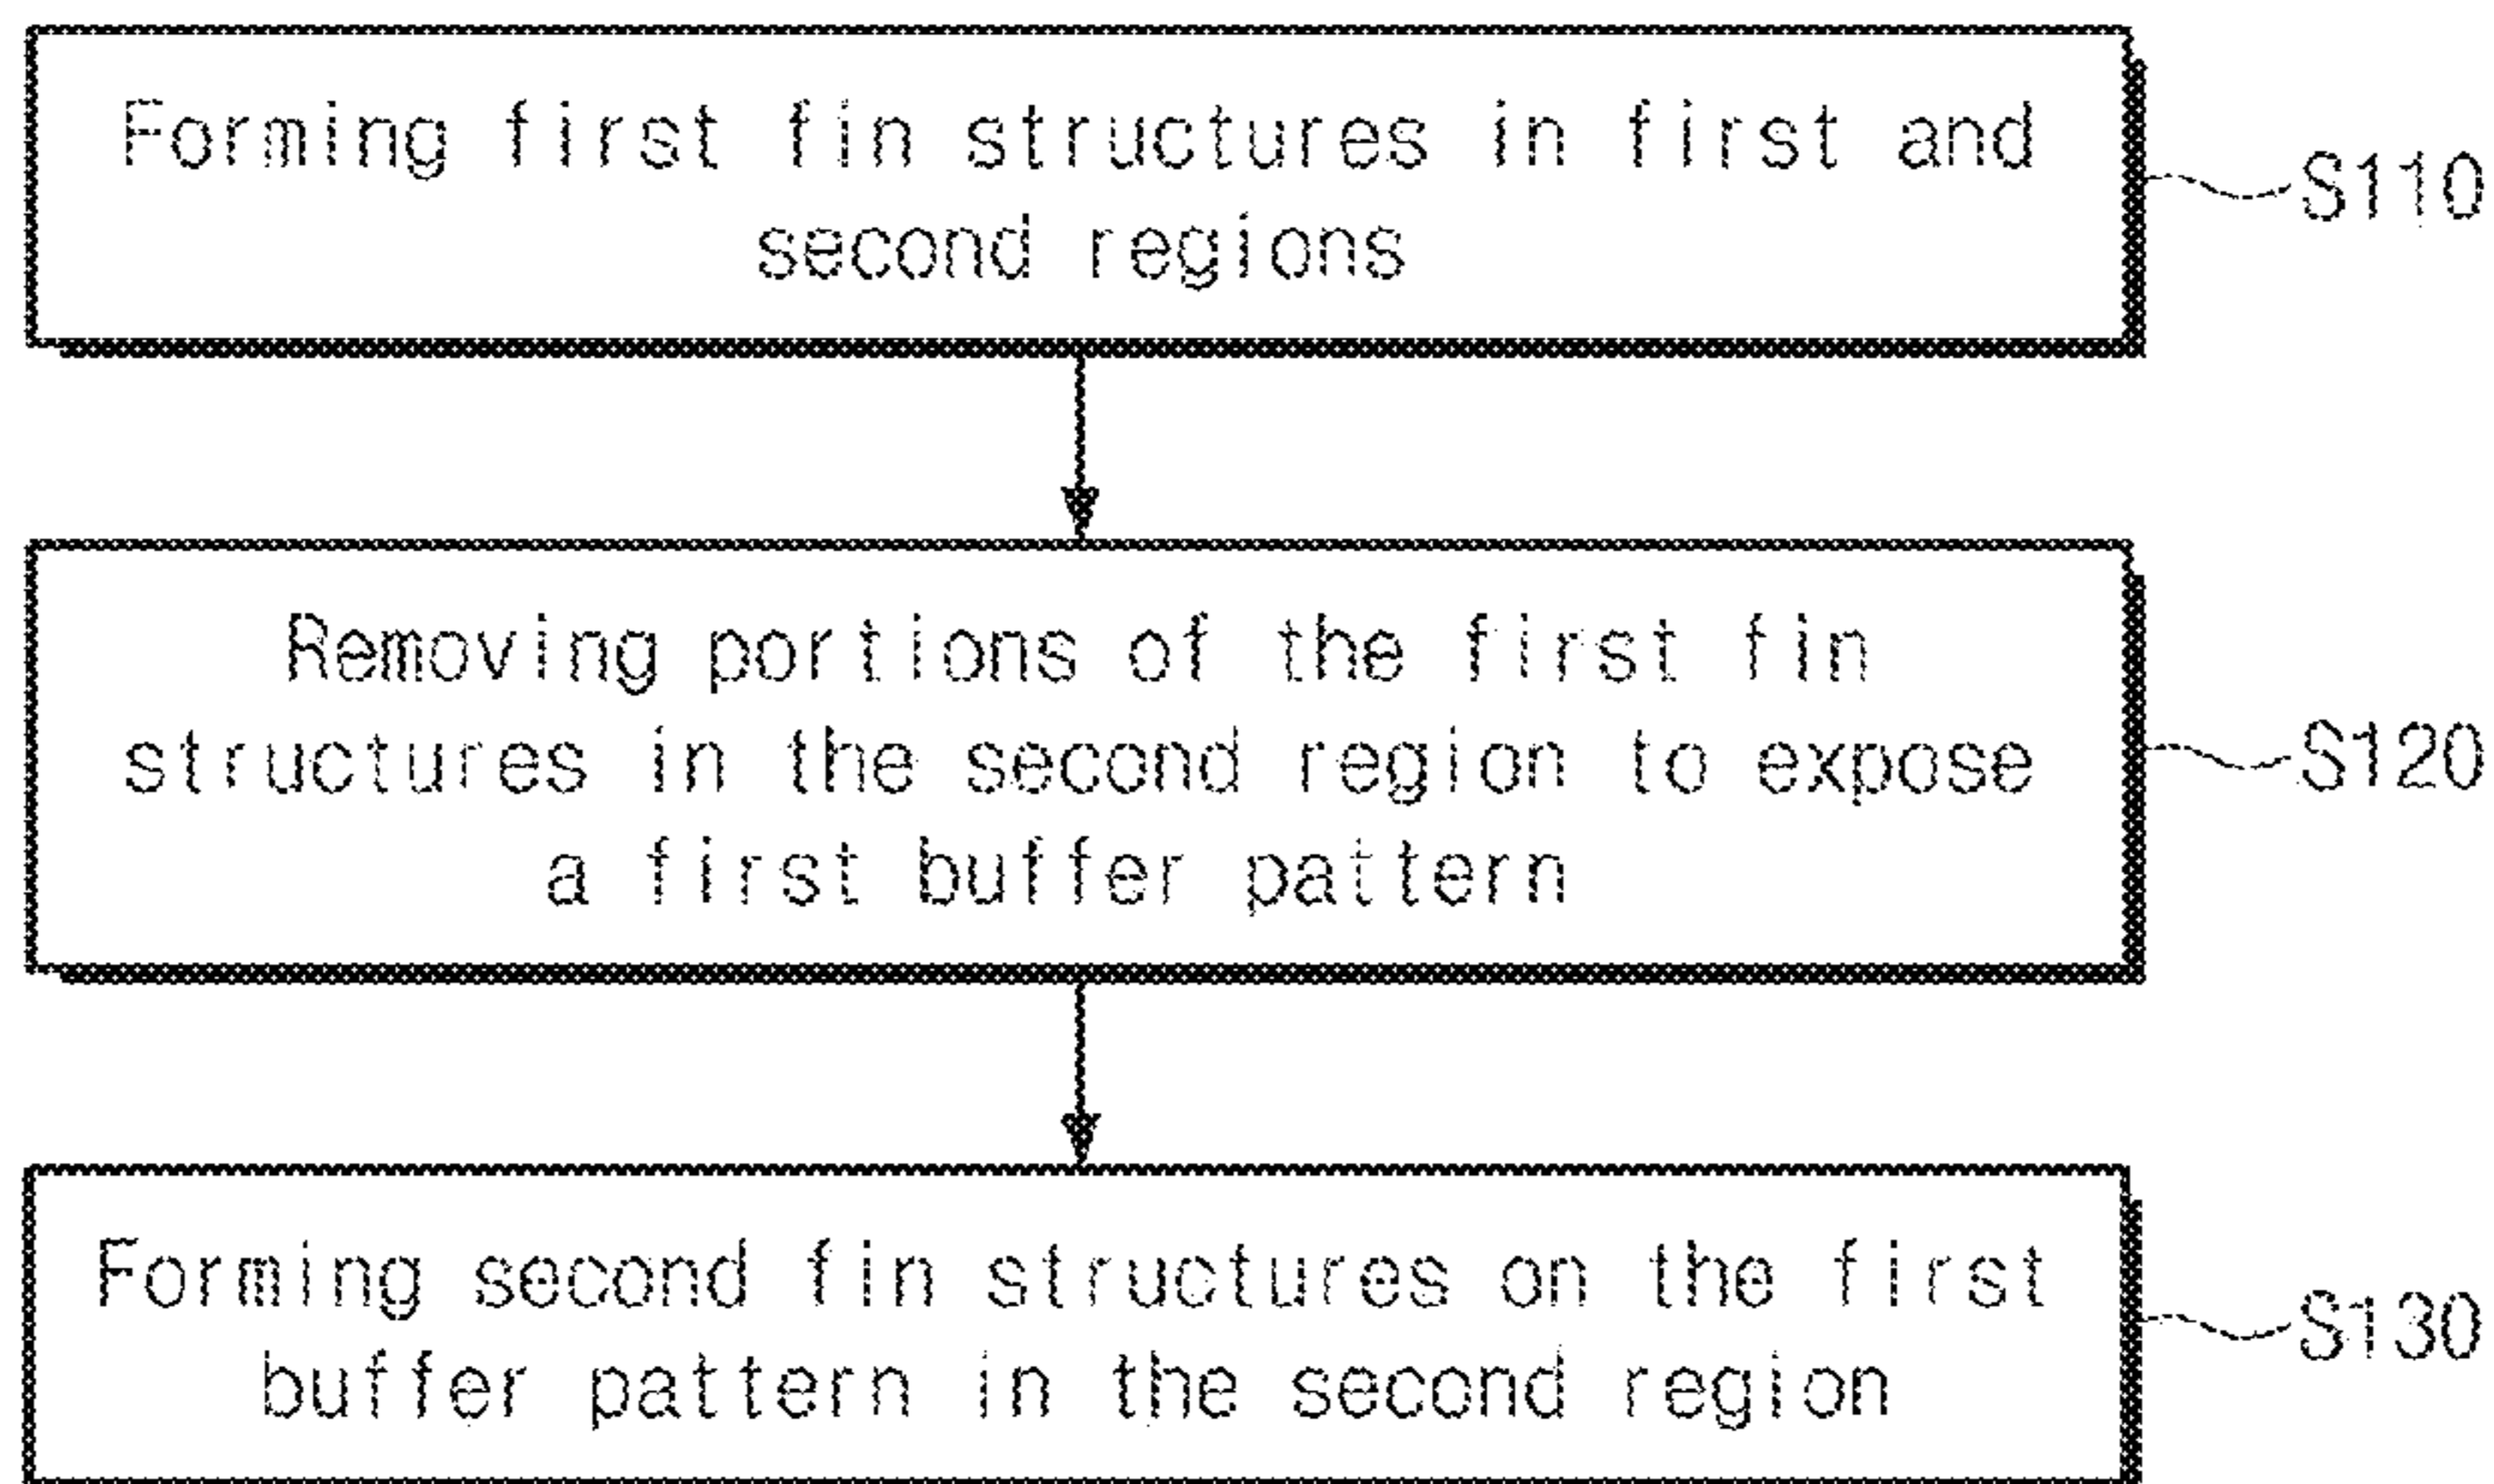 Forming first fin structures in first and
second regions
S110
Removing portions of the first fin
structures in the second region to expose
a first buffer pattern
S120
Forming second fin structures on the first
buffer pattern in the second region
S130